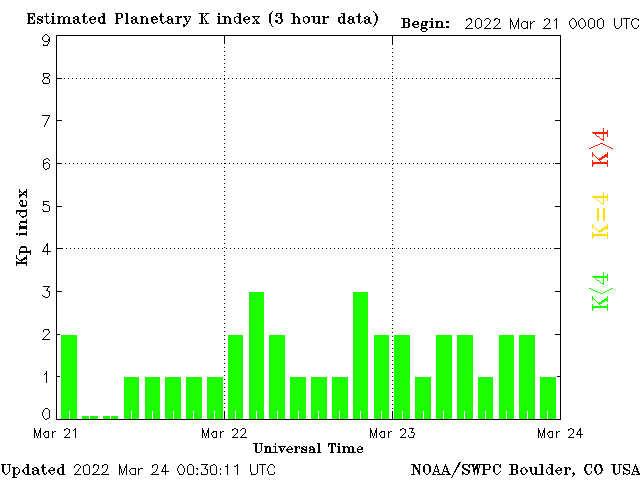 Estimated Planetary K index (3 hour data) Begin: 2022 Mar 21 0000 UTC
9
8
7
6
5
4
3
2
1
0
Kp index
K>4
K=4
K<4
Mar 21 Mar 22 Mar 23 Mar 24
Universal Time
Updated 2022 Mar 24 00:30:11 UTC NOAA/SWPC Boulder, CO USA